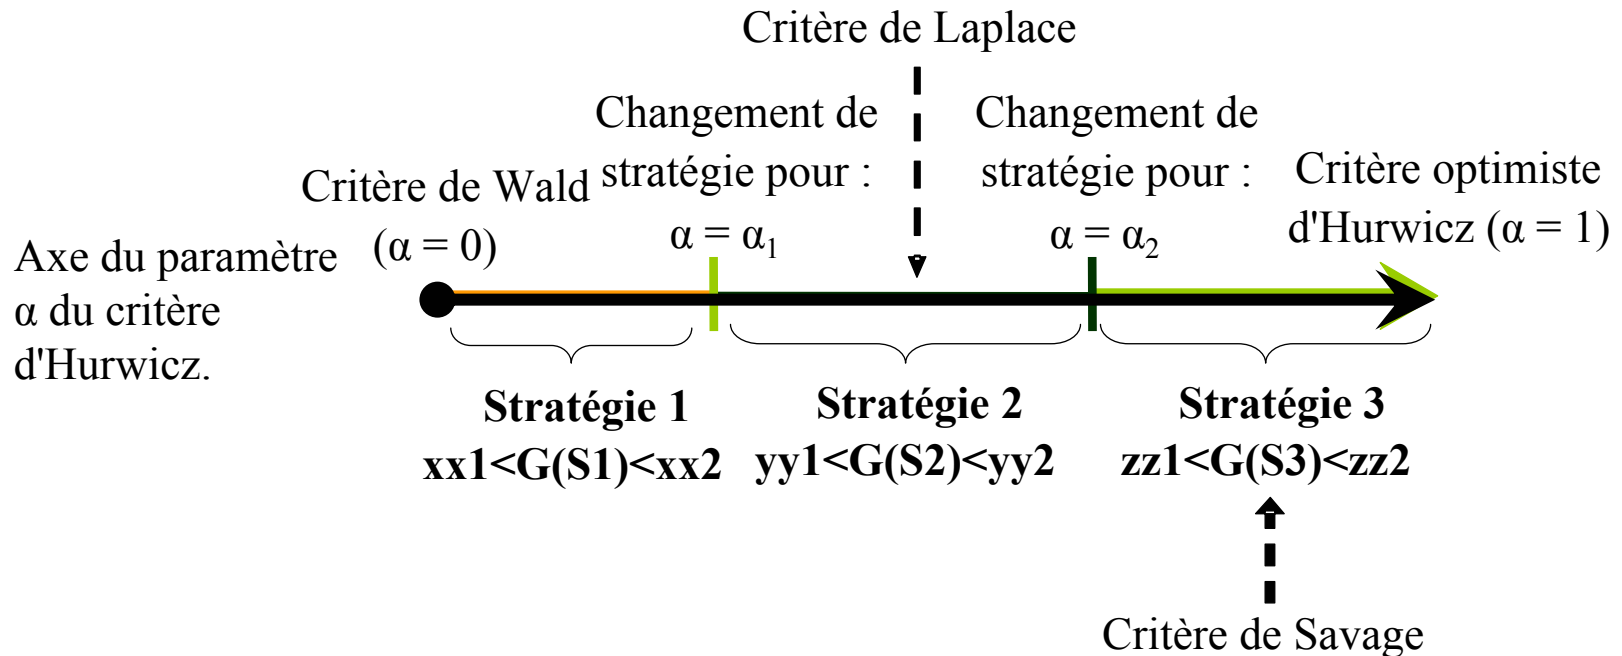 Critère de Laplace
Changement de
stratégie pour :
α = α1
Changement de
stratégie pour :
α = α2
Critère de Wald
(α = 0)
Critère optimiste
d'Hurwicz (α = 1)
Axe du paramètre
α du critère
d'Hurwicz.
Stratégie 1
xx1<G(S1)<xx2
Stratégie 2
yy1<G(S2)<yy2
Stratégie 3
zz1<G(S3)<zz2
Critère de Savage